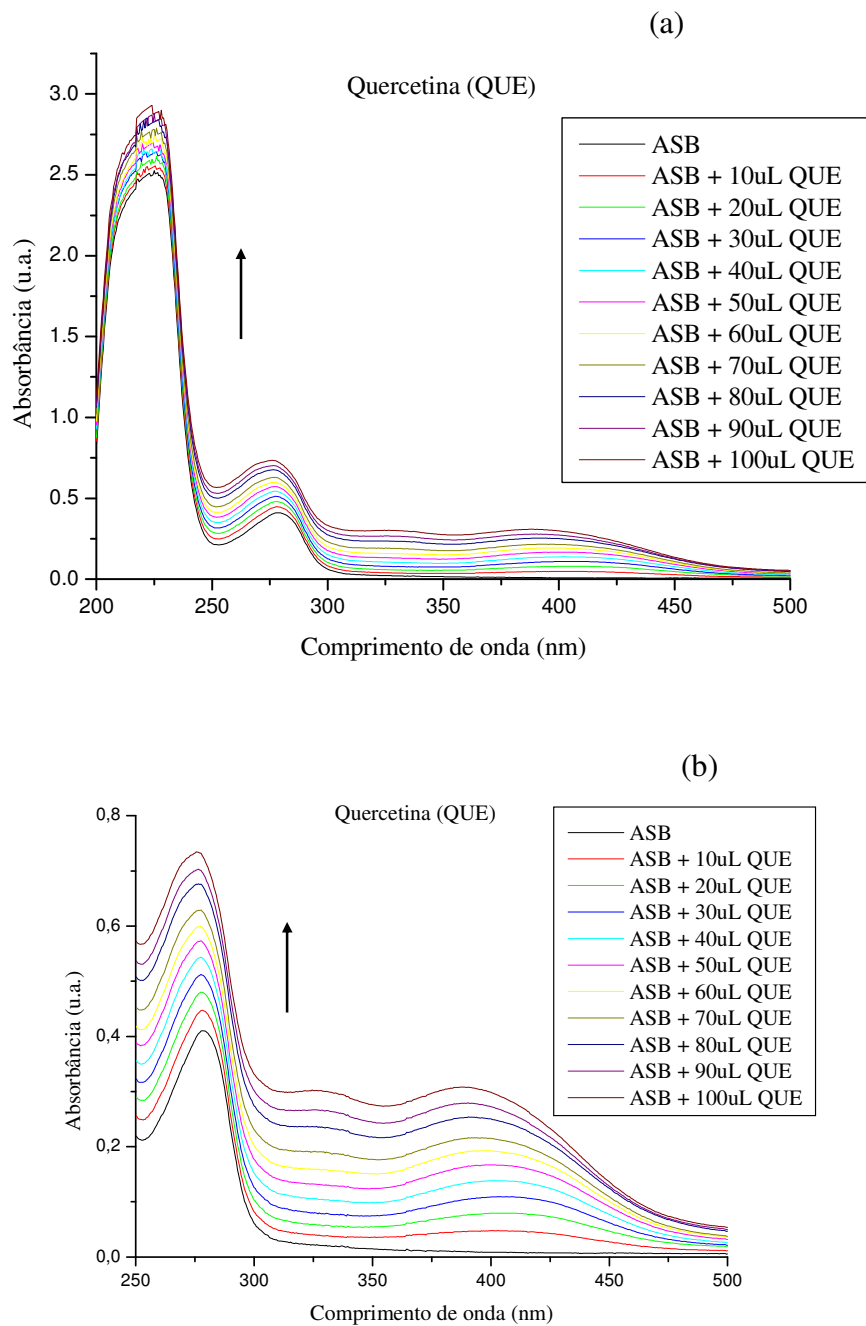 (a)
Quercetina (QUE)
3.0
2.5
2.0
1.5
1.0
0.5
0.0
Absorbância (u.a.)
ASB
ASB + 10uL QUE
ASB + 20uL QUE
ASB + 30uL QUE
ASB + 40uL QUE
ASB + 50uL QUE
ASB + 60uL QUE
ASB + 70uL QUE
ASB + 80uL QUE
ASB + 90uL QUE
ASB + 100uL QUE
200 250 300 350 400 450 500
Comprimento de onda (nm)
(b)
Quercetina (QUE)
0,8
0,6
0,4
0,2
0,0
Absorbância (u.a.)
ASB
ASB + 10uL QUE
ASB + 20uL QUE
ASB + 30uL QUE
ASB + 40uL QUE
ASB + 50uL QUE
ASB + 60uL QUE
ASB + 70uL QUE
ASB + 80uL QUE
ASB + 90uL QUE
ASB + 100uL QUE
250 300 350 400 450 500
Comprimento de onda (nm)